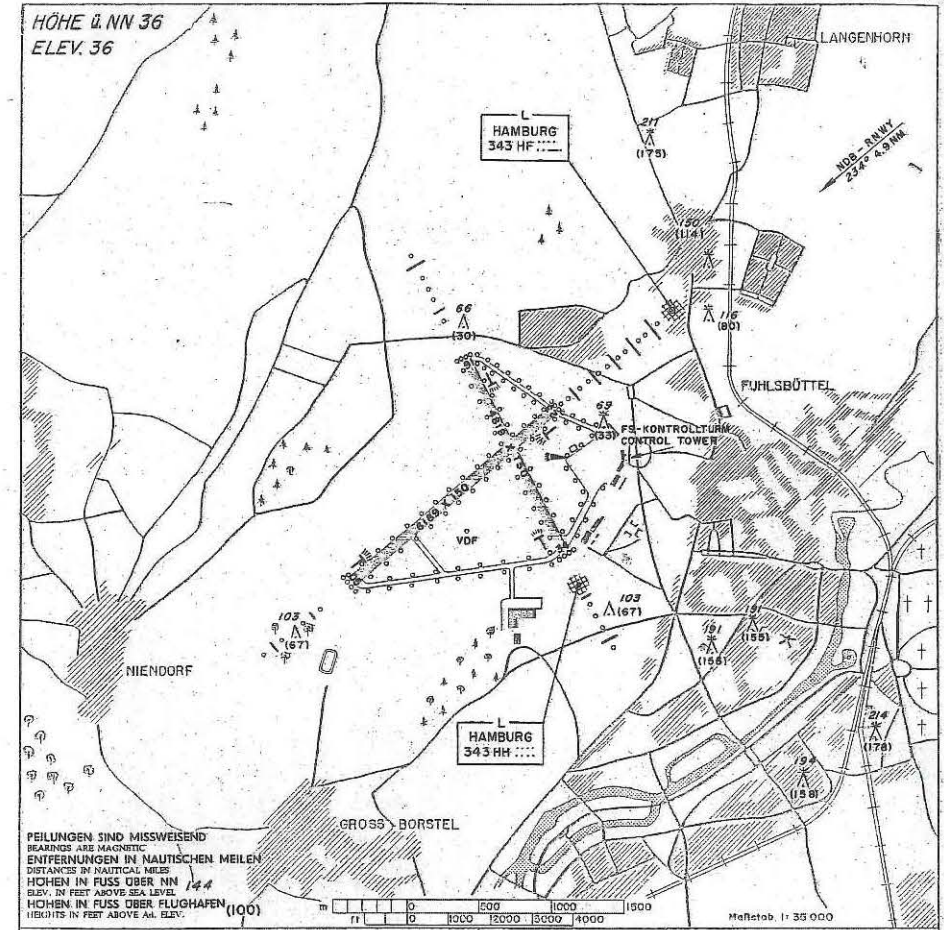 HÖHE ü. NN 36
ELEV. 36
LANGENHORN
L
HAMBURG
343 HF ::::
211
(175)
NDB - RNWY
234° 4.9 NM
150
(114)
66
(30)
116
(80)
FUHLSBÜTTEL
69
(33)
FS-KONTROLLTURM
CONTROL TOWER
6189 x 150
VDF
103
(67)
103
(67)
191
(155)
191
(155)
NIENDORF
L
HAMBURG
343 HH ::::
214
(178)
194
(158)
GROSS-BORSTEL
PEILUNGEN SIND MISSWEISEND
BEARINGS ARE MAGNETIC
ENTFERNUNGEN IN NAUTISCHEN MEILEN
DISTANCES IN NAUTICAL MILES
HÖHEN IN FUSS ÜBER NN 144
ELEV. IN FEET ABOVE SEA LEVEL
HÖHEN IN FUSS ÜBER FLUGHAFEN (100)
HEIGHTS IN FEET ABOVE Ad. ELEV.
m 0 500 1000 1500
ft 0 1000 2000 3000 4000
Maßstab. 1: 35 000